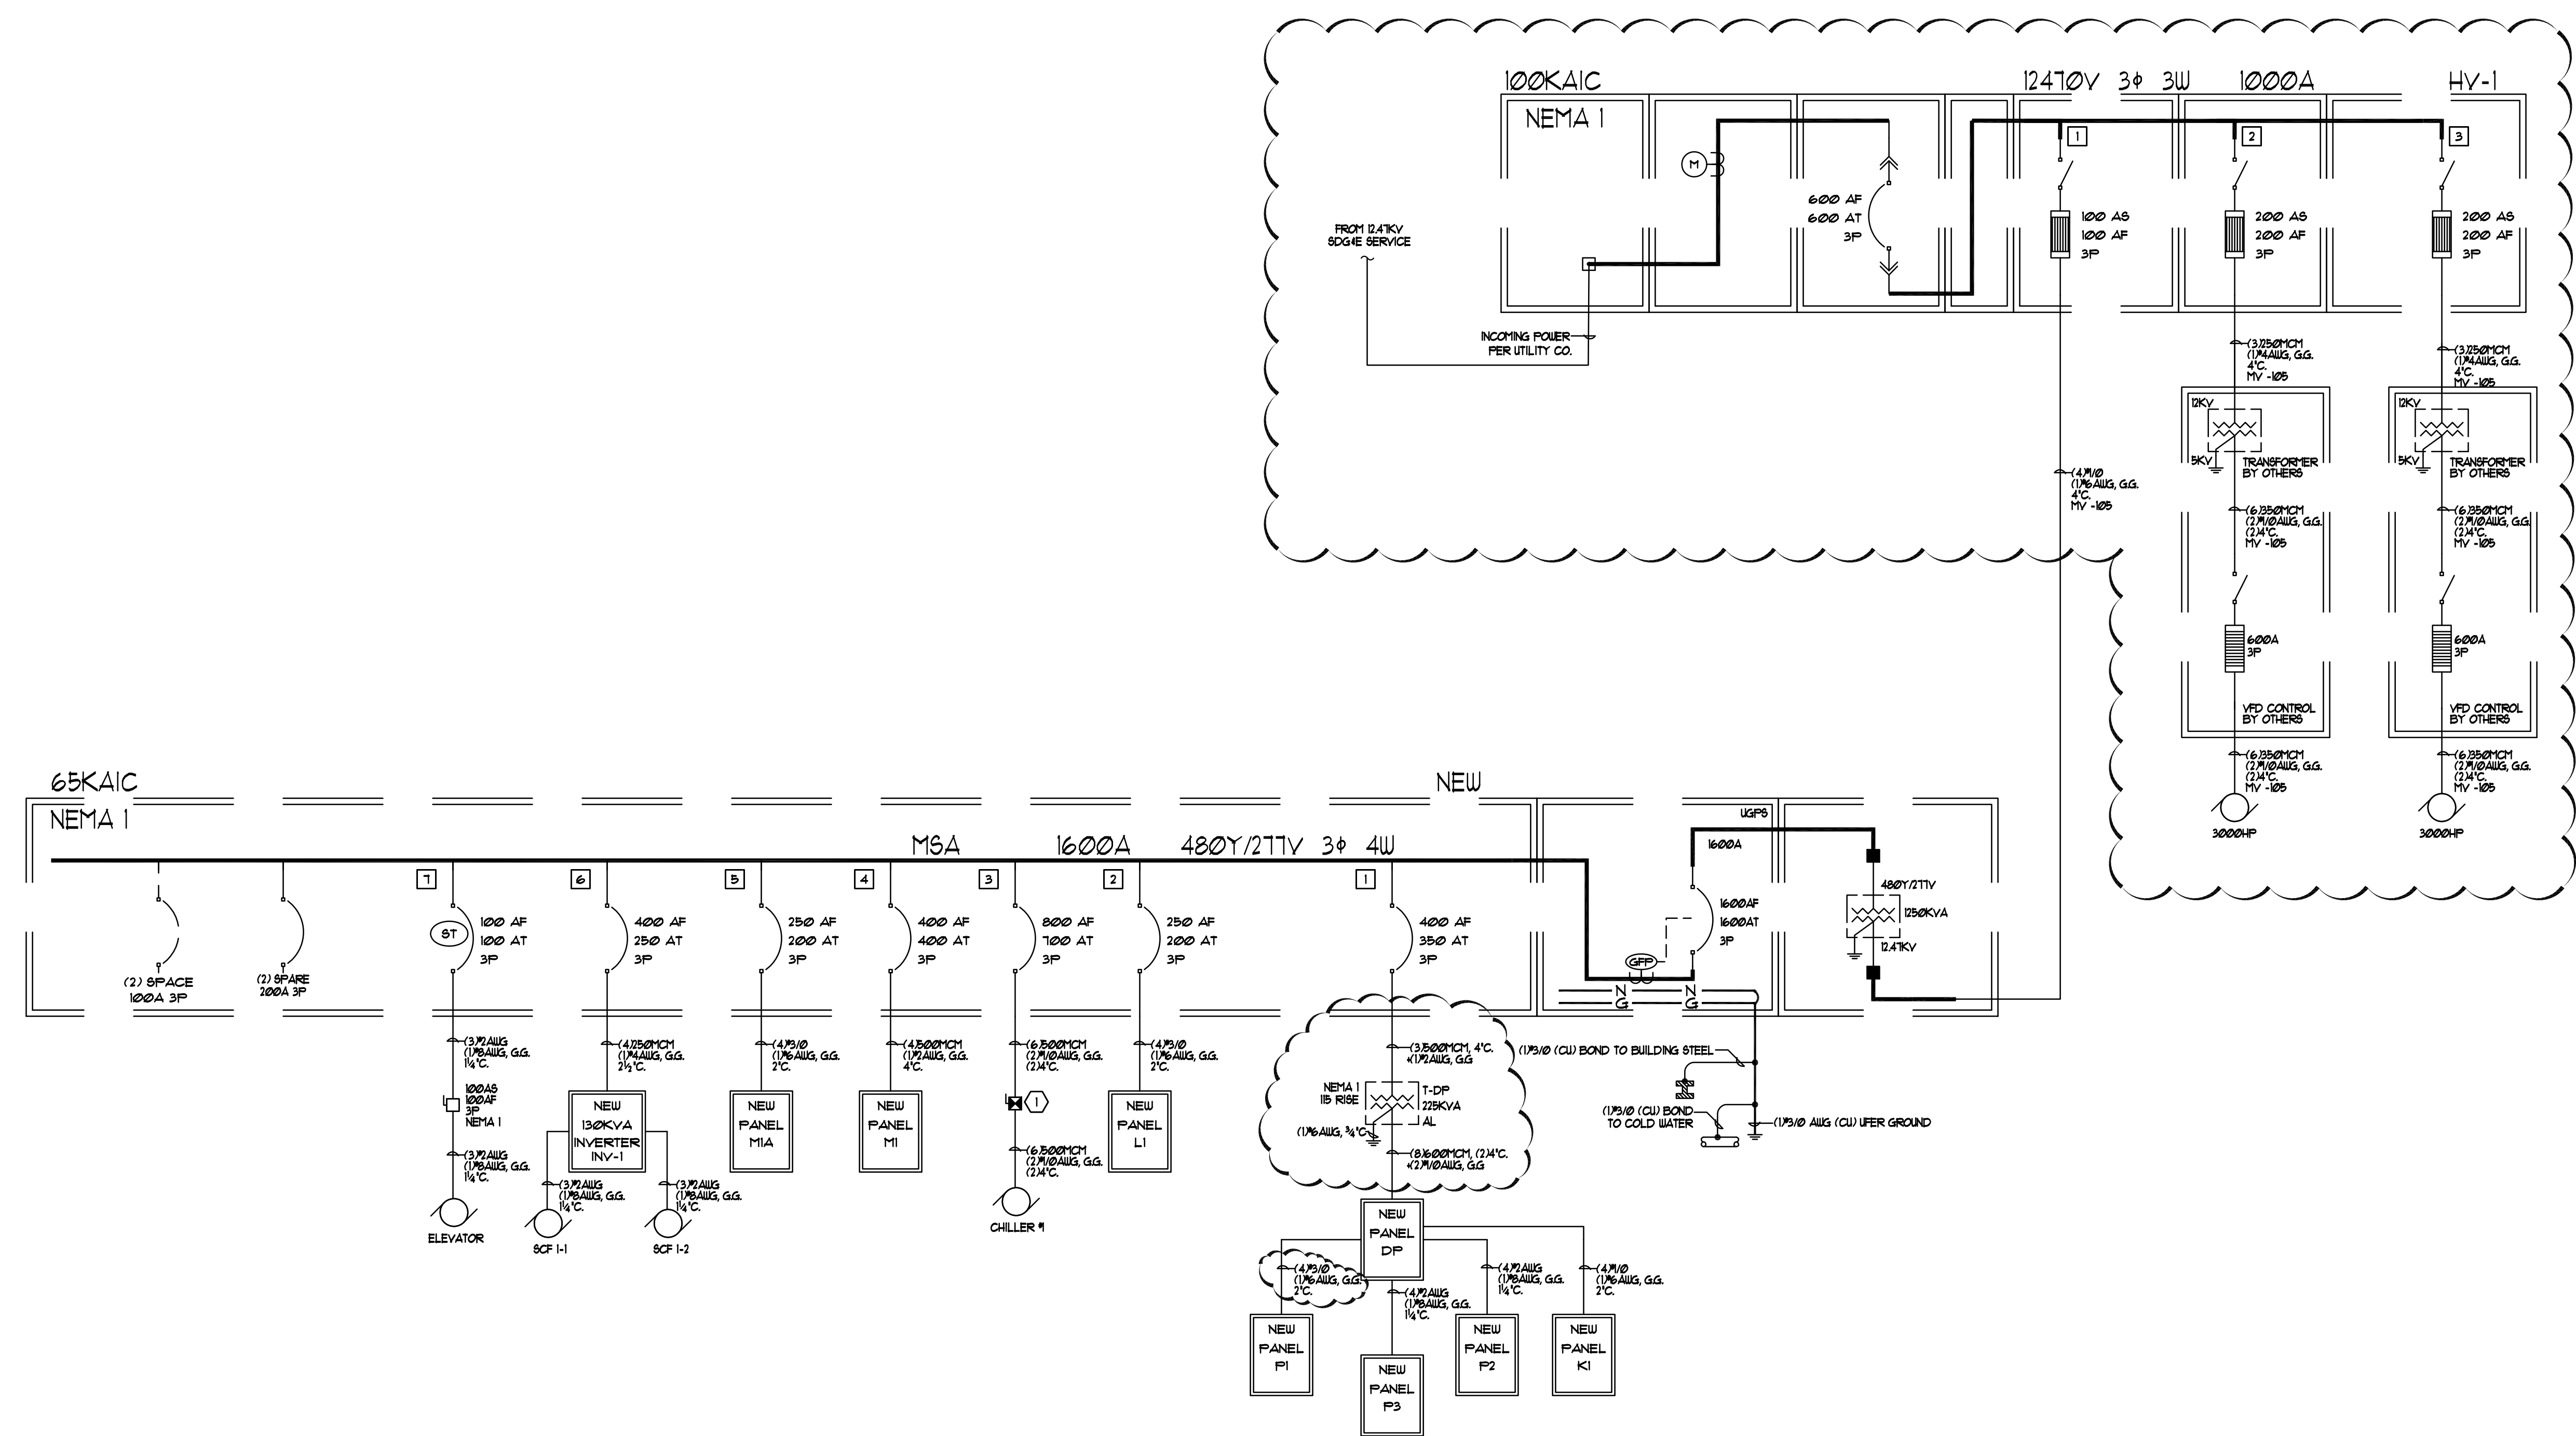 100KAIC
12470V 3Φ 3W 1000A HV-1
NEMA 1
M
1
2
3
600 AF
600 AT
3P
100 AS
100 AF
3P
200 AS
200 AF
3P
200 AS
200 AF
3P
FROM 12.47KV
SDG&E SERVICE
INCOMING POWER
PER UTILITY CO.
(3)250MCM
(1)#4AWG, G.G.
4"C.
MV -105
(3)250MCM
(1)#4AWG, G.G.
4"C.
MV -105
12KV
5KV
TRANSFORMER
BY OTHERS
12KV
5KV
TRANSFORMER
BY OTHERS
(4)#1/0
(1)#6AWG, G.G.
4"C.
MV -105
(6)350MCM
(2)#1/0AWG, G.G.
(2)4"C.
MV -105
(6)350MCM
(2)#1/0AWG, G.G.
(2)4"C.
MV -105
600A
3P
600A
3P
VFD CONTROL
BY OTHERS
VFD CONTROL
BY OTHERS
(6)350MCM
(2)#1/0AWG, G.G.
(2)4"C.
MV -105
(6)350MCM
(2)#1/0AWG, G.G.
(2)4"C.
MV -105
3000HP
3000HP
65KAIC
NEW
NEMA 1
MSA 1600A 480Y/277V 3Φ 4W
UGPS
1600A
7
6
5
4
3
2
1
(2) SPACE
100A 3P
(2) SPARE
200A 3P
ST
100 AF
100 AT
3P
400 AF
250 AT
3P
250 AF
200 AT
3P
400 AF
400 AT
3P
800 AF
700 AT
3P
250 AF
200 AT
3P
400 AF
350 AT
3P
1600AF
1600AT
3P
GFP
N
G
N
G
480Y/277V
1250KVA
12.47KV
(3)#2AWG
(1)#8AWG, G.G.
1¼"C.
100AS
100AF
3P
NEMA 1
(3)#2AWG
(1)#8AWG, G.G.
1¼"C.
ELEVATOR
(4)250MCM
(1)#4AWG, G.G.
2½"C.
NEW
130KVA
INVERTER
INV-1
(3)#2AWG
(1)#8AWG, G.G.
1¼"C.
SCF 1-1
(3)#2AWG
(1)#8AWG, G.G.
1¼"C.
SCF 1-2
(4)#3/0
(1)#6AWG, G.G.
2"C.
NEW
PANEL
M1A
(4)500MCM
(1)#2AWG, G.G.
4"C.
NEW
PANEL
M1
(6)500MCM
(2)#1/0AWG, G.G.
(2)4"C.
1
(6)500MCM
(2)#1/0AWG, G.G.
(2)4"C.
CHILLER #1
(4)#3/0
(1)#6AWG, G.G.
2"C.
NEW
PANEL
L1
(3)500MCM, 4"C.
+(1)#2AWG, G.G
NEMA 1
115 RISE
T-DP
225KVA
AL
(1)#6AWG, ¾"C
(8)600MCM, (2)4"C.
+(2)#1/0AWG, G.G
(1)#3/0 (CU) BOND TO BUILDING STEEL
(1)#3/0 (CU) BOND
TO COLD WATER
(1)#3/0 AWG (CU) UFER GROUND
NEW
PANEL
DP
(4)#3/0
(1)#6AWG, G.G.
2"C.
(4)#2AWG
(1)#8AWG, G.G.
1¼"C.
(4)#2AWG
(1)#8AWG, G.G.
1¼"C.
(4)#1/0
(1)#6AWG, G.G.
2"C.
NEW
PANEL
P1
NEW
PANEL
P3
NEW
PANEL
P2
NEW
PANEL
K1